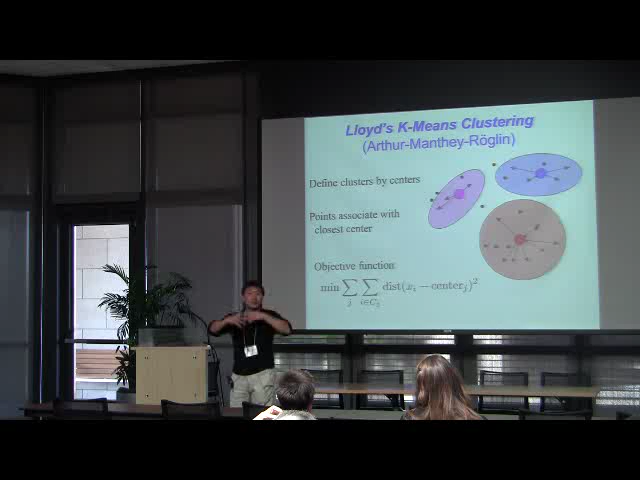 Lloyd's K-Means Clustering
(Arthur-Manthey-Röglin)
Define clusters by centers
Points associate with
closest center
Objective function:
min ∑_j ∑_{i∈C_j} dist(x_i − center_j)^2